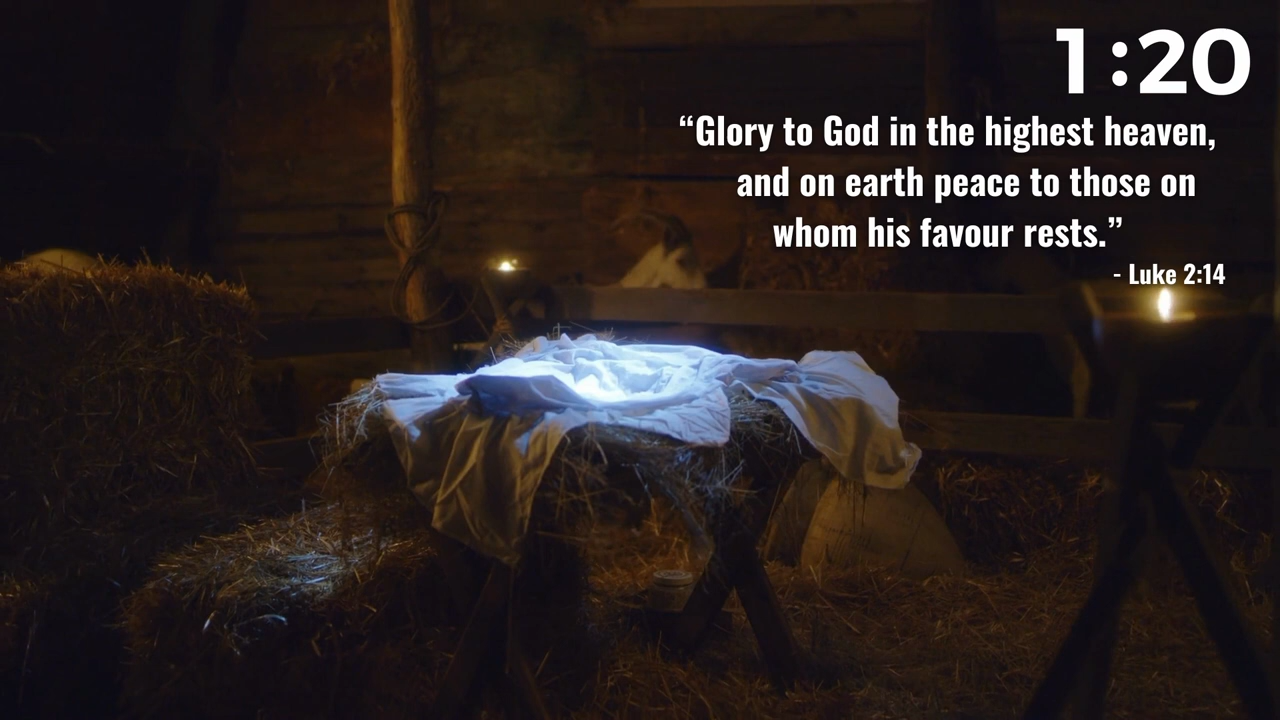 1:20
“Glory to God in the highest heaven,
and on earth peace to those on
whom his favour rests.”
- Luke 2:14